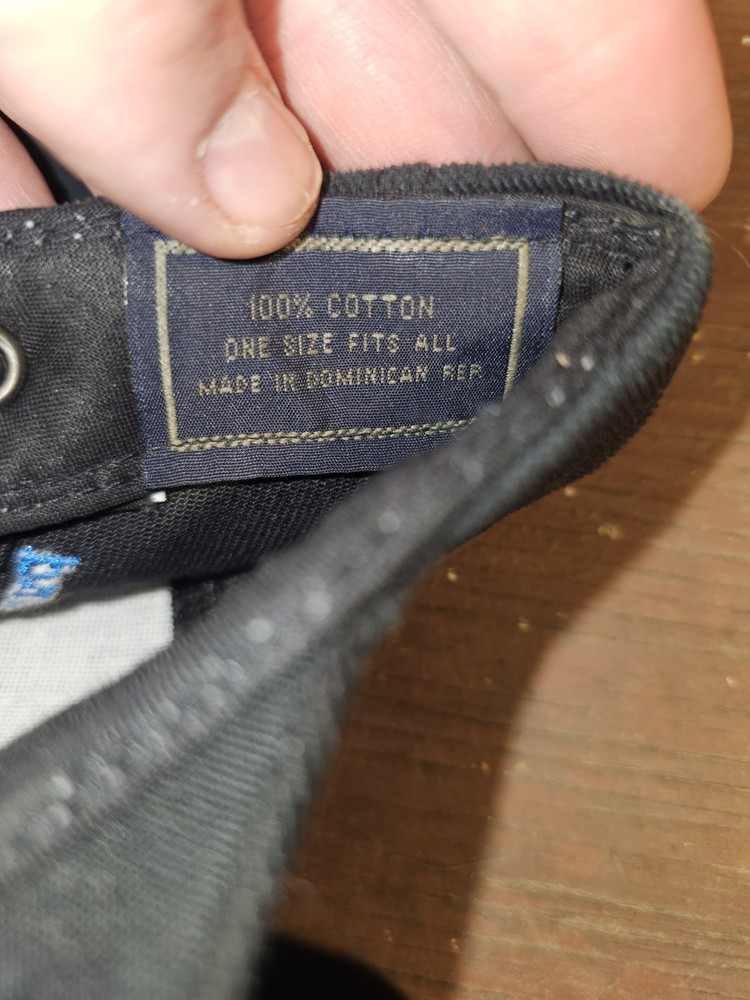 100% COTTON
ONE SIZE FITS ALL
MADE IN DOMINICAN REP